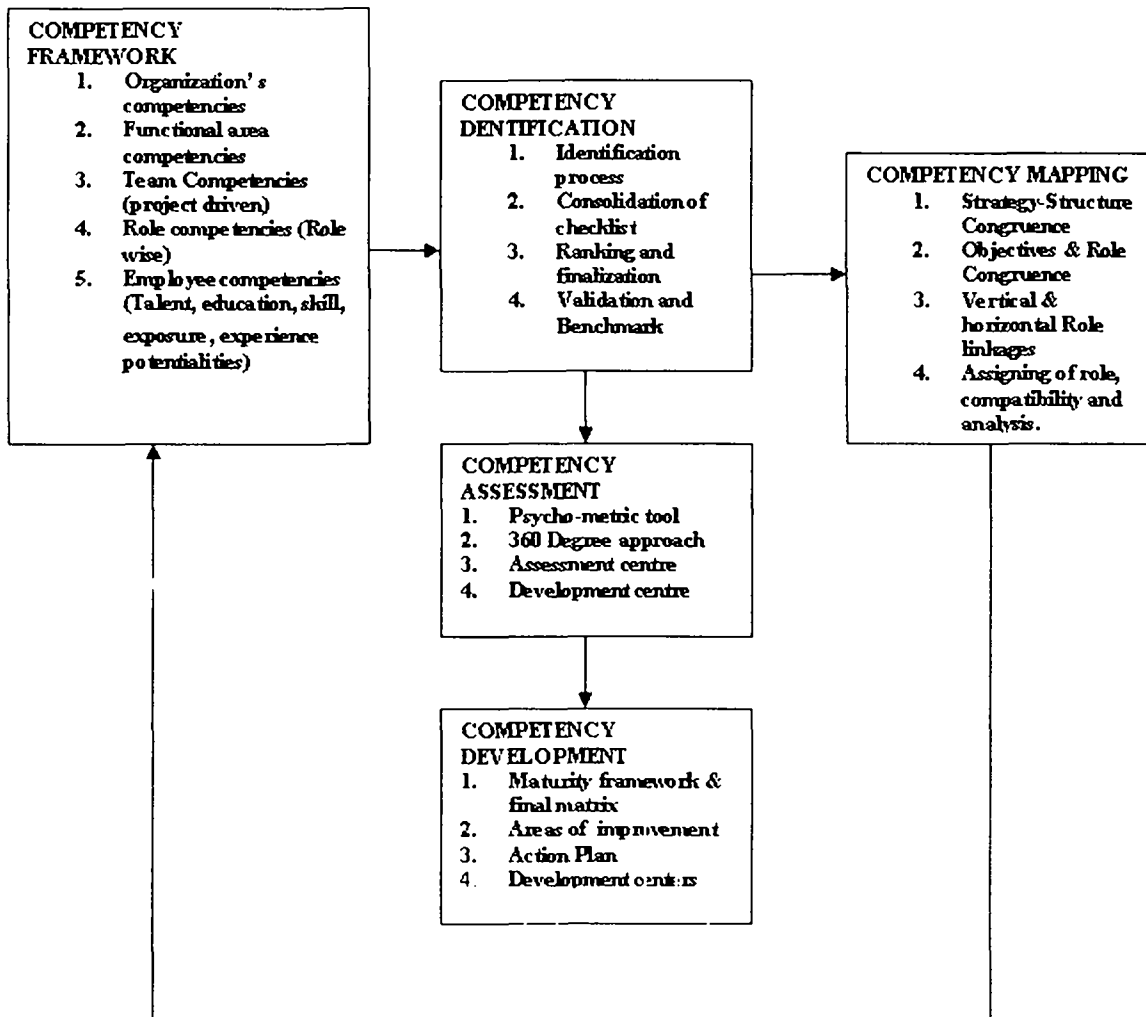 COMPETENCY
FRAMEWORK
1. Organization's
competencies
2. Functional area
competencies
3. Team Competencies
(project driven)
4. Role competencies (Role
wise)
5. Employee competencies
(Talent, education, skill,
exposure, experience
potentialities)
COMPETENCY
DENTIFICATION
1. Identification
process
2. Consolidation of
checklist
3. Ranking and
finalization
4. Validation and
Benchmark
COMPETENCY MAPPING
1. Strategy-Structure
Congruence
2. Objectives & Role
Congruence
3. Vertical &
horizontal Role
linkages
4. Assigning of role,
compatibility and
analysis.
COMPETENCY
ASSESSMENT
1. Psycho-metric tool
2. 360 Degree approach
3. Assessment centre
4. Development centre
COMPETENCY
DEVELOPMENT
1. Maturity framework &
final matrix
2. Areas of improvement
3. Action Plan
4. Development centers